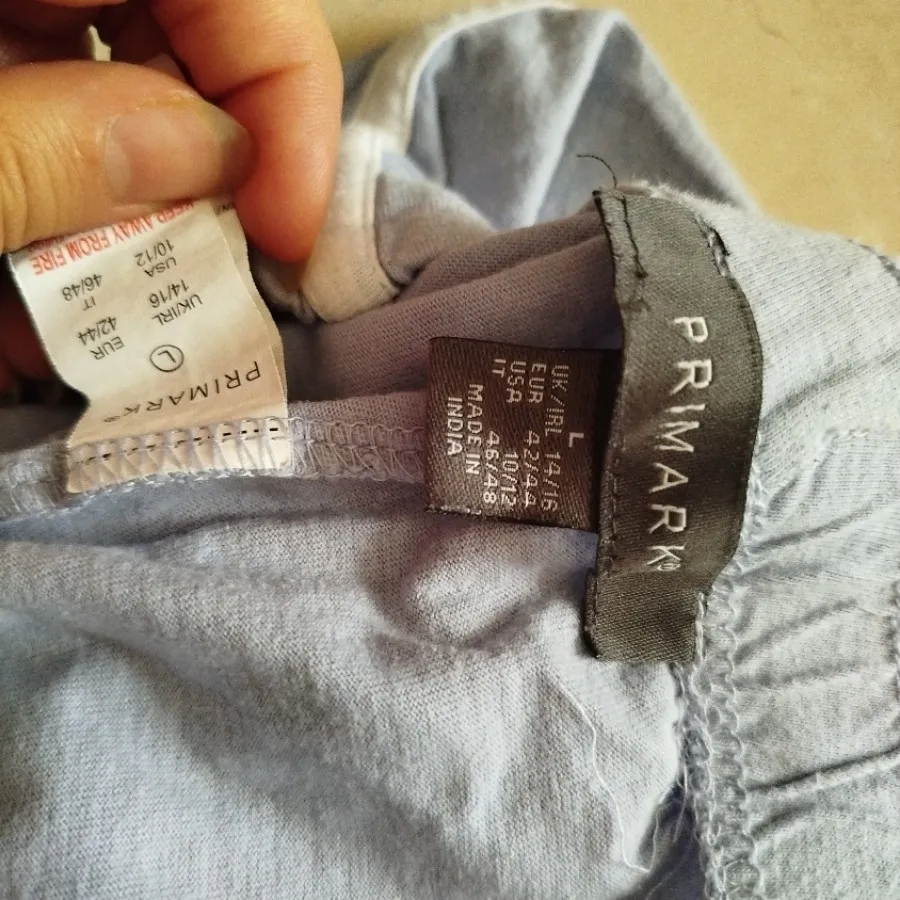 PRIMARK®
L
UK/IRL 14/16
EUR 42/44
USA 10/12
IT 46/48
MADE IN
INDIA
PRIMARK®
L
EUR
42/44
UK/IRL
14/16
IT
46/48
USA
10/12
KEEP AWAY FROM FIRE